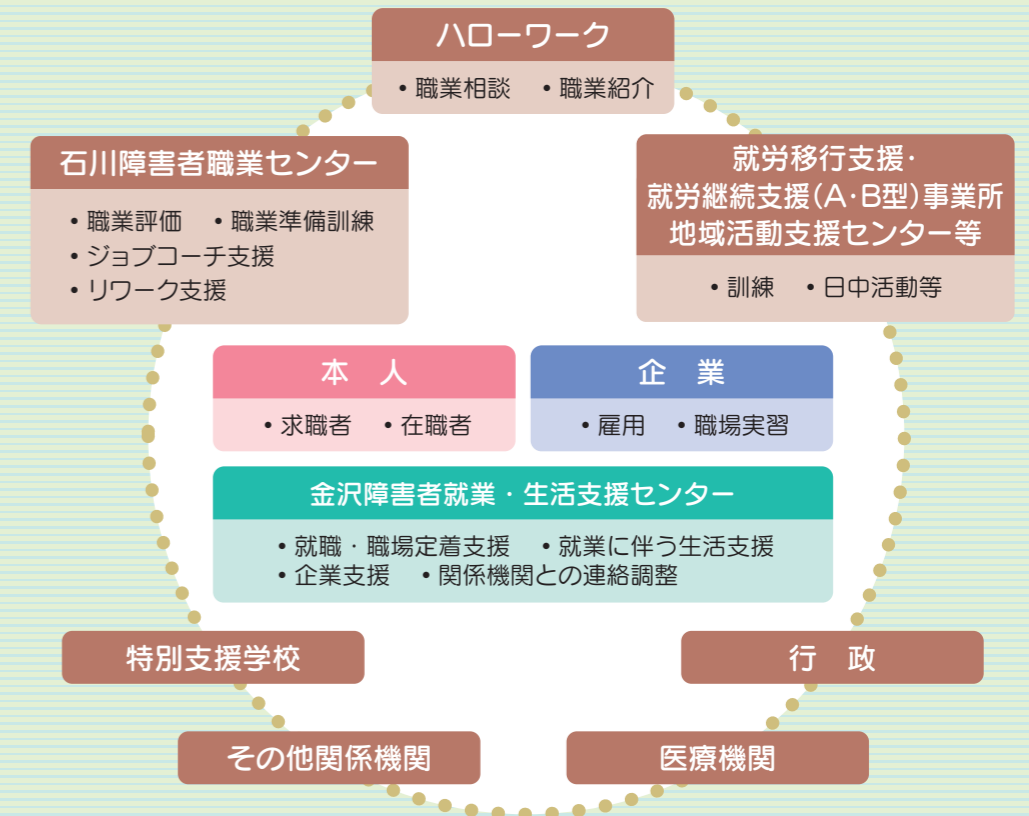 ハローワーク
・職業相談　・職業紹介
石川障害者職業センター
・職業評価　・職業準備訓練
・ジョブコーチ支援
・リワーク支援
就労移行支援・
就労継続支援(A・B型)事業所
地域活動支援センター等
・訓練　・日中活動等
本　人
・求職者　・在職者
企　業
・雇用　・職場実習
金沢障害者就業・生活支援センター
・就職・職場定着支援　・就業に伴う生活支援
・企業支援　・関係機関との連絡調整
特別支援学校
行　政
その他関係機関
医療機関